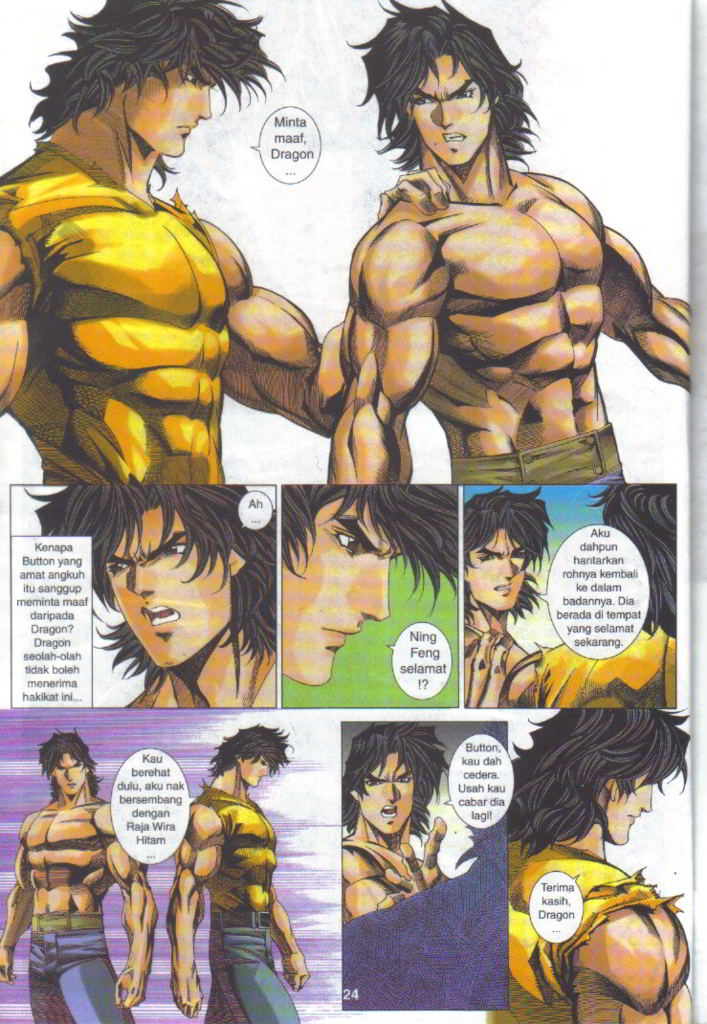 Minta
maaf,
Dragon
...
Kenapa
Button yang
amat angkuh
itu sanggup
meminta maaf
daripada
Dragon?
Dragon
seolah-olah
tidak boleh
menerima
hakikat ini...
Ah
...
Ning
Feng
selamat
!?
Aku
dahpun
hantarkan
rohnya kembali
ke dalam
badannya. Dia
berada di tempat
yang selamat
sekarang.
Kau
berehat
dulu, aku nak
bersembang
dengan
Raja Wira
Hitam
...
Button,
kau dah
cedera.
Usah kau
cabar dia
lagi!
Terima
kasih,
Dragon
...
24